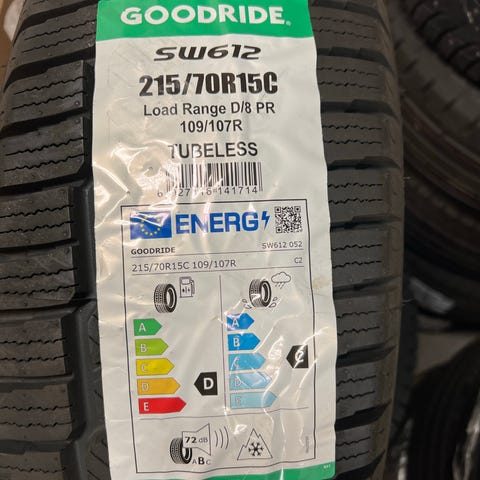 GOODRIDE®
SW612
215/70R15C
Load Range D/8 PR
109/107R
TUBELESS
ENERG
GOODRIDE SW612 052
215/70R15C 109/107R C2
A
B
C
D
E
D
A
B
C
D
E
C
72 dB
ABC